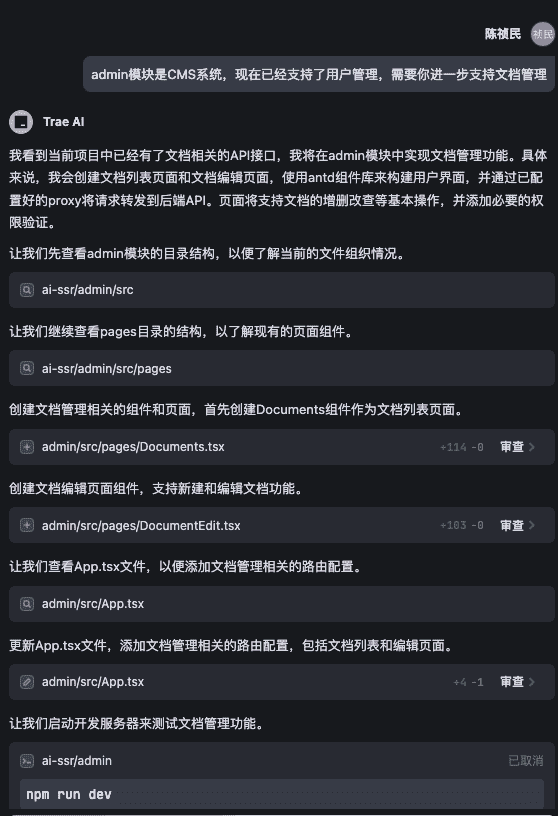 陈祯民
祯民
admin模块是CMS系统，现在已经支持了用户管理，需要你进一步支持文档管理
Trae AI
我看到当前项目中已经有了文档相关的API接口，我将在admin模块中实现文档管理功能。具体
来说，我会创建文档列表页面和文档编辑页面，使用antd组件库来构建用户界面，并通过已配
置好的proxy将请求转发到后端API。页面将支持文档的增删改查等基本操作，并添加必要的权
限验证。
让我们先查看admin模块的目录结构，以便了解当前的文件组织情况。
ai-ssr/admin/src
让我们继续查看pages目录的结构，以了解现有的页面组件。
ai-ssr/admin/src/pages
创建文档管理相关的组件和页面，首先创建Documents组件作为文档列表页面。
admin/src/pages/Documents.tsx +114 -0 审查
创建文档编辑页面组件，支持新建和编辑文档功能。
admin/src/pages/DocumentEdit.tsx +103 -0 审查
让我们查看App.tsx文件，以便添加文档管理相关的路由配置。
admin/src/App.tsx
更新App.tsx文件，添加文档管理相关的路由配置，包括文档列表和编辑页面。
admin/src/App.tsx +4 -1 审查
让我们启动开发服务器来测试文档管理功能。
ai-ssr/admin 已取消
npm run dev